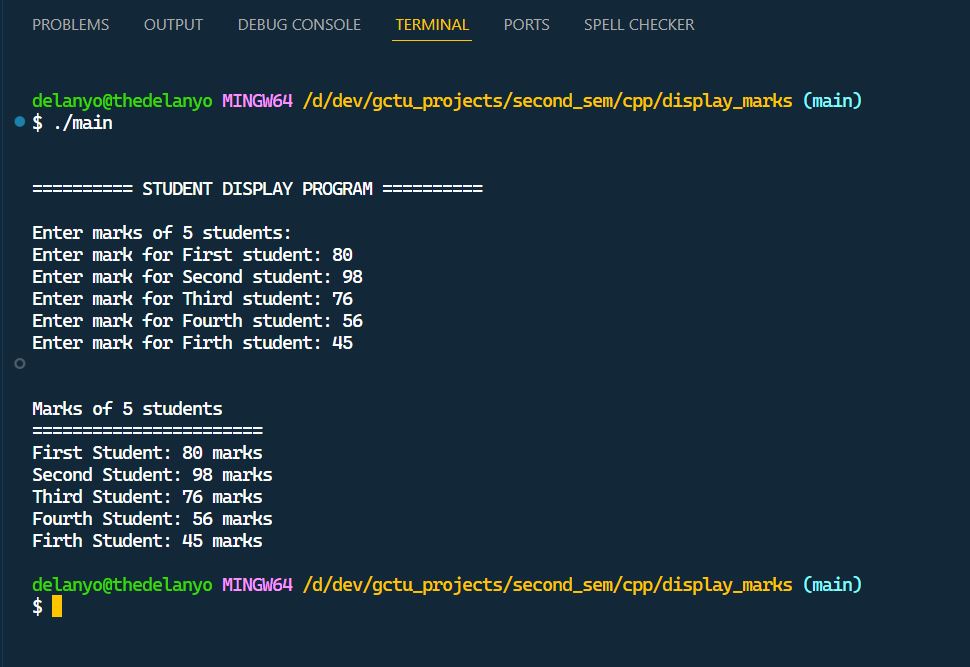 PROBLEMS OUTPUT DEBUG CONSOLE TERMINAL PORTS SPELL CHECKER
delanyo@thedelanyo MINGW64 /d/dev/gctu_projects/second_sem/cpp/display_marks (main)
$ ./main
========== STUDENT DISPLAY PROGRAM ==========
Enter marks of 5 students:
Enter mark for First student: 80
Enter mark for Second student: 98
Enter mark for Third student: 76
Enter mark for Fourth student: 56
Enter mark for Firth student: 45
Marks of 5 students
=======================
First Student: 80 marks
Second Student: 98 marks
Third Student: 76 marks
Fourth Student: 56 marks
Firth Student: 45 marks
delanyo@thedelanyo MINGW64 /d/dev/gctu_projects/second_sem/cpp/display_marks (main)
$